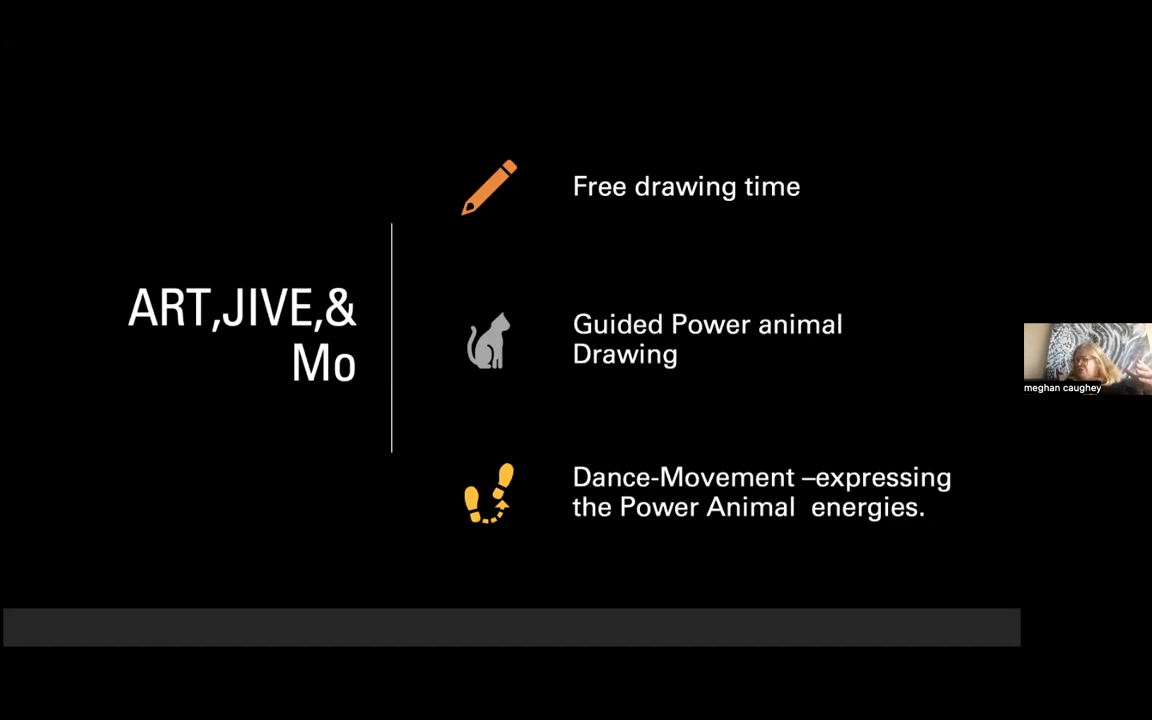 ART,JIVE,&
Mo
Free drawing time
Guided Power animal
Drawing
Dance-Movement –expressing
the Power Animal  energies.
meghan caughey